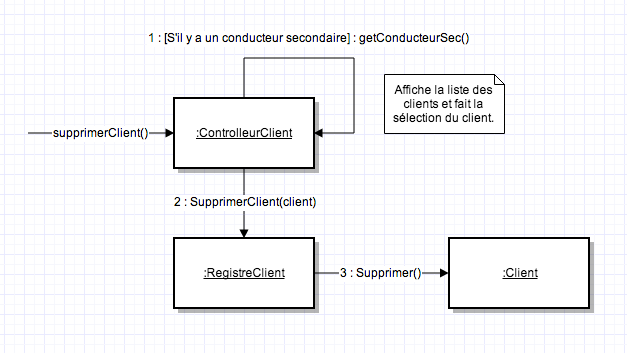 1 : [S'il y a un conducteur secondaire] : getConducteurSec()
Affiche la liste des
clients et fait la
sélection du client.
supprimerClient()
:ControlleurClient
2 : SupprimerClient(client)
:RegistreClient
3 : Supprimer()
:Client